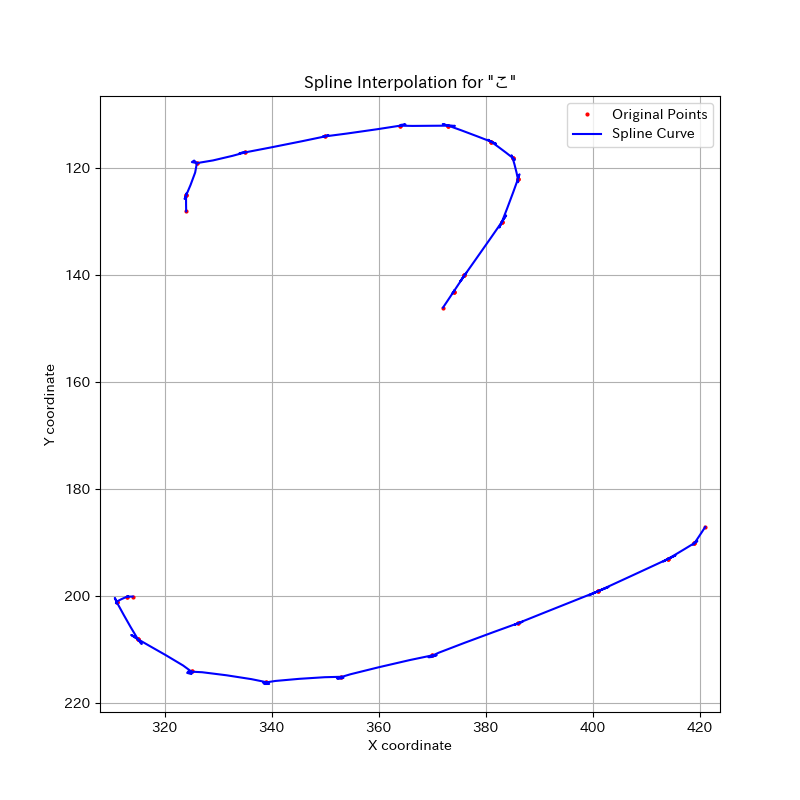 Spline Interpolation for "こ"
Original Points
Spline Curve
120
140
160
180
200
220
Y coordinate
320
340
360
380
400
420
X coordinate